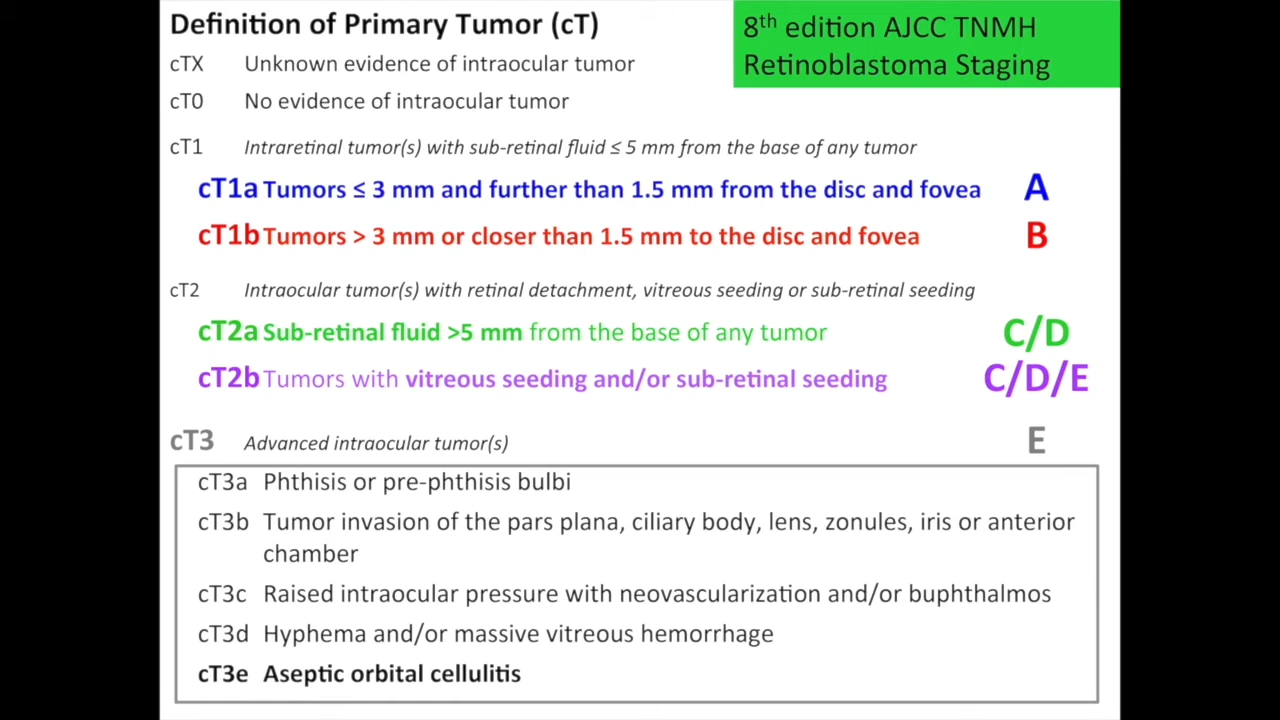 Definition of Primary Tumor (cT)
8th edition AJCC TNMH
Retinoblastoma Staging
cTX Unknown evidence of intraocular tumor
cT0 No evidence of intraocular tumor
cT1 Intraretinal tumor(s) with sub-retinal fluid ≤ 5 mm from the base of any tumor
cT1a Tumors ≤ 3 mm and further than 1.5 mm from the disc and fovea A
cT1b Tumors > 3 mm or closer than 1.5 mm to the disc and fovea B
cT2 Intraocular tumor(s) with retinal detachment, vitreous seeding or sub-retinal seeding
cT2a Sub-retinal fluid >5 mm from the base of any tumor C/D
cT2b Tumors with vitreous seeding and/or sub-retinal seeding C/D/E
cT3 Advanced intraocular tumor(s) E
cT3a Phthisis or pre-phthisis bulbi
cT3b Tumor invasion of the pars plana, ciliary body, lens, zonules, iris or anterior
chamber
cT3c Raised intraocular pressure with neovascularization and/or buphthalmos
cT3d Hyphema and/or massive vitreous hemorrhage
cT3e Aseptic orbital cellulitis